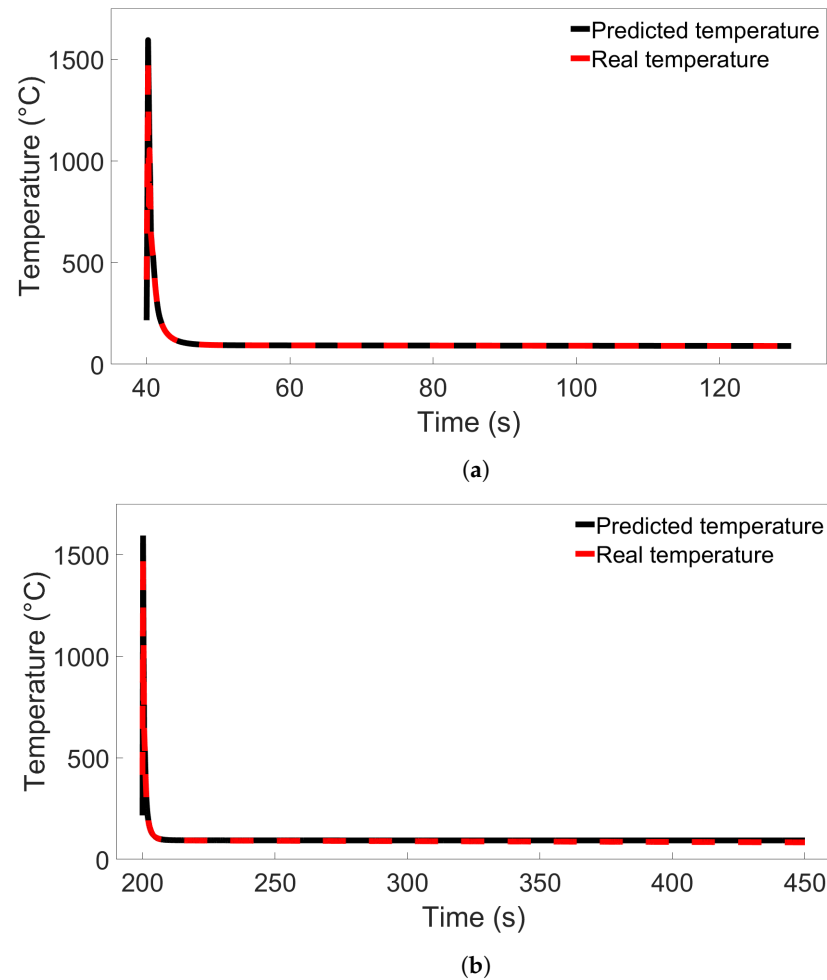 Predicted temperature
Real temperature
Temperature (°C)
1500
1000
500
0
40 60 80 100 120
Time (s)
(a)
Predicted temperature
Real temperature
Temperature (°C)
1500
1000
500
0
200 250 300 350 400 450
Time (s)
(b)